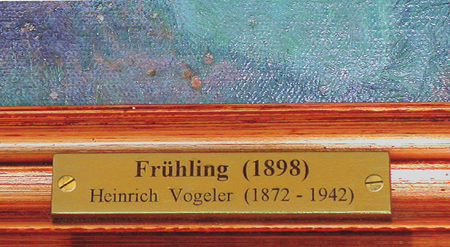 Frühling (1898)
Heinrich Vogeler (1872 - 1942)